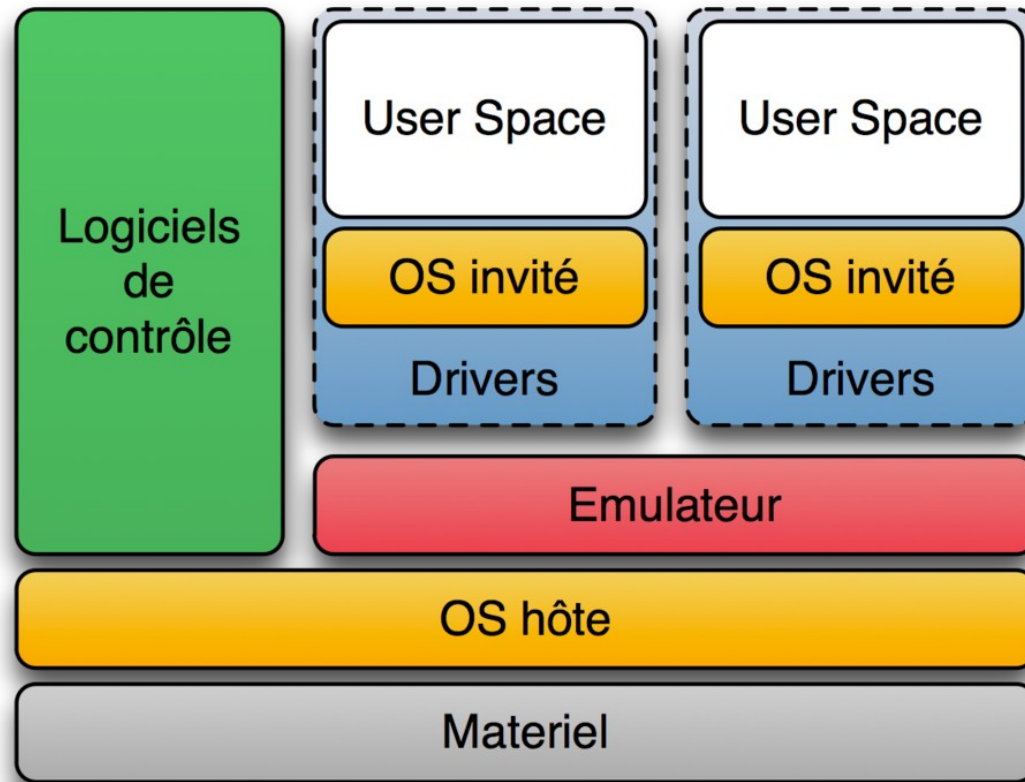 Logiciels
de
contrôle
User Space
OS invité
Drivers
User Space
OS invité
Drivers
Emulateur
OS hôte
Materiel